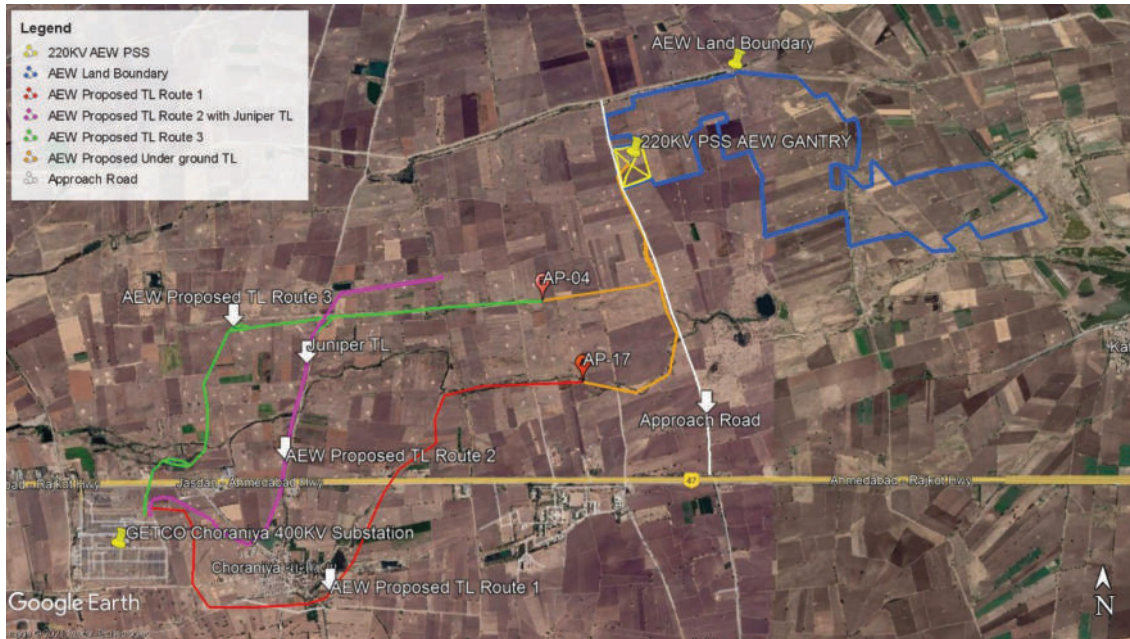 Legend
220KV AEW PSS
AEW Land Boundary
AEW Proposed TL Route 1
AEW Proposed TL Route 2 with Juniper TL
AEW Proposed TL Route 3
AEW Proposed Under ground TL
Approach Road
AEW Land Boundary
220KV PSS AEW GANTRY
AP-04
AEW Proposed TL Route 3
Juniper TL
AP-17
Approach Road
AEW Proposed TL Route 2
47
Rajkot Hwy
Jasdan - Ahmedabad Hwy
Ahmedabad - Rajkot Hwy
GETCO Choraniya 400KV Substation
Choraniya
AEW Proposed TL Route 1
Google Earth
N